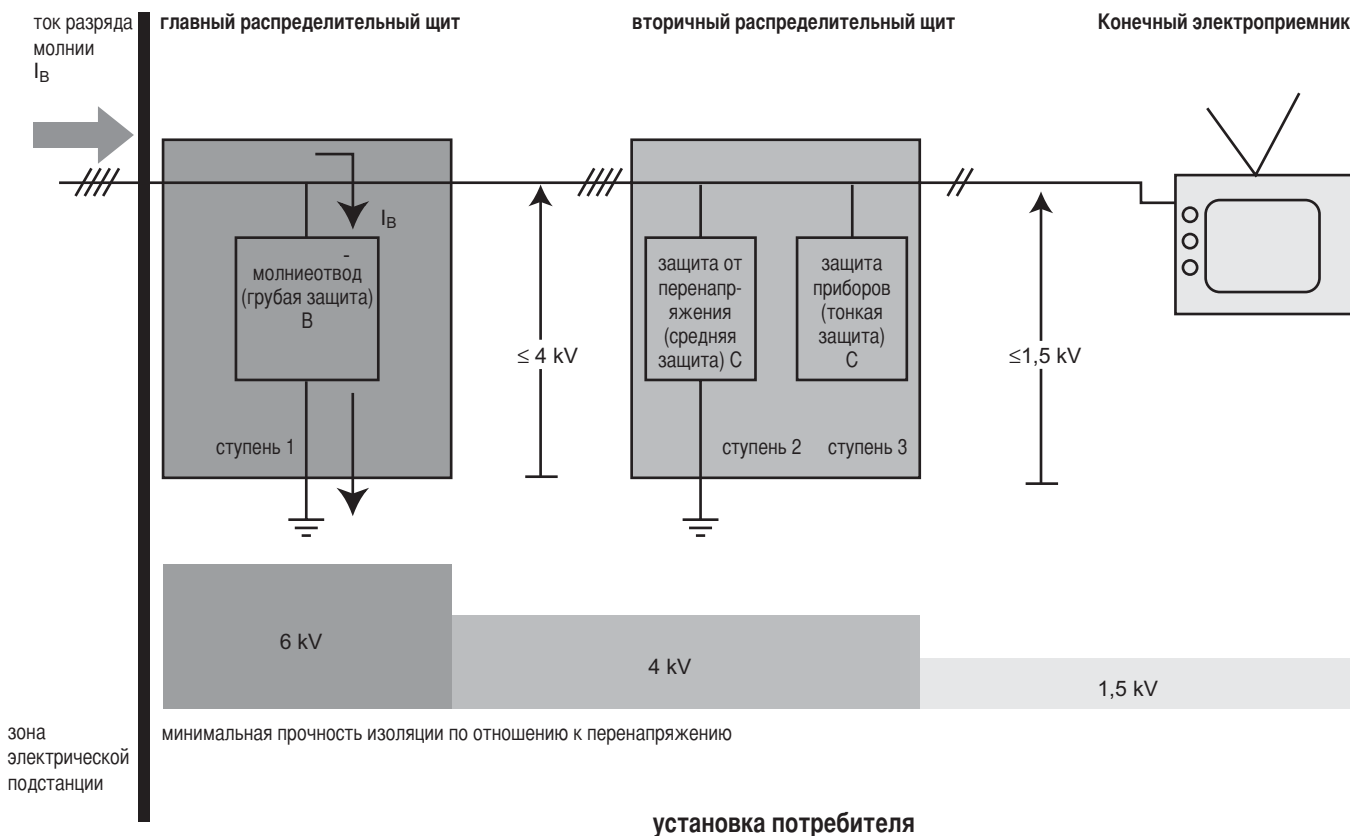 ток разряда
молнии
IB
главный распределительный щит
вторичный распределительный щит
Конечный электроприемник
IB
молниеотвод
(грубая защита)
B
ступень 1
≤ 4 kV
защита от
перенапр-
яжения
(средняя
защита) C
защита
приборов
(тонкая
защита)
C
ступень 2
ступень 3
≤1,5 kV
6 kV
4 kV
1,5 kV
зона
электрической
подстанции
минимальная прочность изоляции по отношению к перенапряжению
установка потребителя